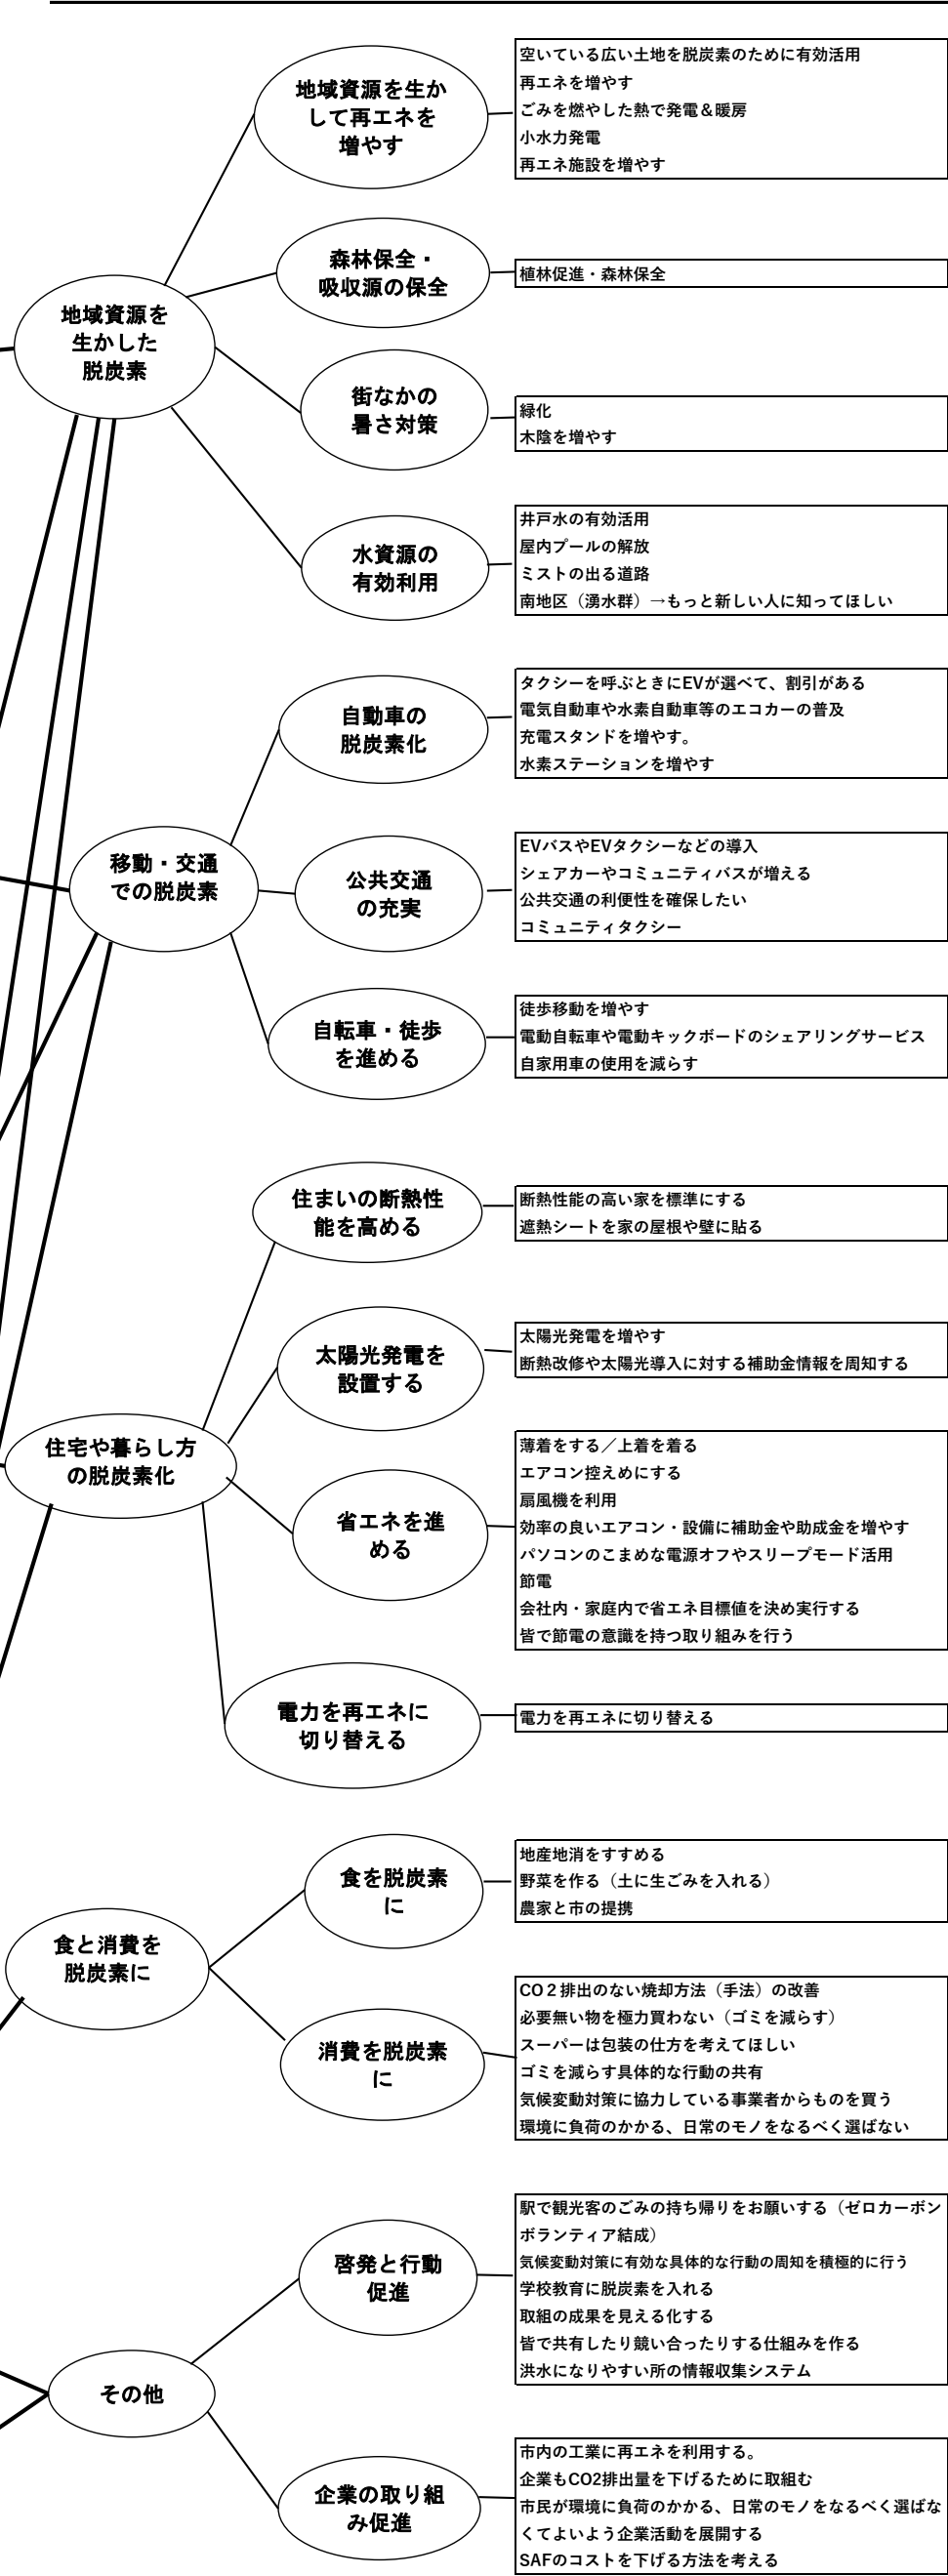 地域資源を生かした
脱炭素
地域資源を生か
して再エネを
増やす
空いている広い土地を脱炭素のために有効活用
再エネを増やす
ごみを燃やした熱で発電＆暖房
小水力発電
再エネ施設を増やす
森林保全・
吸収源の保全
植林促進・森林保全
街なかの
暑さ対策
緑化
木陰を増やす
水資源の
有効利用
井戸水の有効活用
屋内プールの解放
ミストの出る道路
南地区（湧水群）→もっと新しい人に知ってほしい
移動・交通
での脱炭素
自動車の
脱炭素化
タクシーを呼ぶときにEVが選べて、割引がある
電気自動車や水素自動車等のエコカーの普及
充電スタンドを増やす。
水素ステーションを増やす
公共交通
の充実
EVバスやEVタクシーなどの導入
シェアカーやコミュニティバスが増える
公共交通の利便性を確保したい
コミュニティタクシー
自転車・徒歩
を進める
徒歩移動を増やす
電動自転車や電動キックボードのシェアリングサービス
自家用車の使用を減らす
住宅や暮らし方
の脱炭素化
住まいの断熱性
能を高める
断熱性能の高い家を標準にする
遮熱シートを家の屋根や壁に貼る
太陽光発電を
設置する
太陽光発電を増やす
断熱改修や太陽光導入に対する補助金情報を周知する
省エネを進
める
薄着をする／上着を着る
エアコン控えめにする
扇風機を利用
効率の良いエアコン・設備に補助金や助成金を増やす
パソコンのこまめな電源オフやスリープモード活用
節電
会社内・家庭内で省エネ目標値を決め実行する
皆で節電の意識を持つ取り組みを行う
電力を再エネに
切り替える
電力を再エネに切り替える
食と消費を
脱炭素に
食を脱炭素
に
地産地消をすすめる
野菜を作る（土に生ごみを入れる）
農家と市の提携
消費を脱炭素
に
CO２排出のない焼却方法（手法）の改善
必要無い物を極力買わない（ゴミを減らす）
スーパーは包装の仕方を考えてほしい
ゴミを減らす具体的な行動の共有
気候変動対策に協力している事業者からものを買う
環境に負荷のかかる、日常のモノをなるべく選ばない
その他
啓発と行動
促進
駅で観光客のごみの持ち帰りをお願いする（ゼロカーボン
ボランティア結成）
気候変動対策に有効な具体的な行動の周知を積極的に行う
学校教育に脱炭素を入れる
取組の成果を見える化する
皆で共有したり競い合ったりする仕組みを作る
洪水になりやすい所の情報収集システム
企業の取り組
み促進
市内の工業に再エネを利用する。
企業もCO2排出量を下げるために取組む
市民が環境に負荷のかかる、日常のモノをなるべく選ばな
くてよいよう企業活動を展開する
SAFのコストを下げる方法を考える